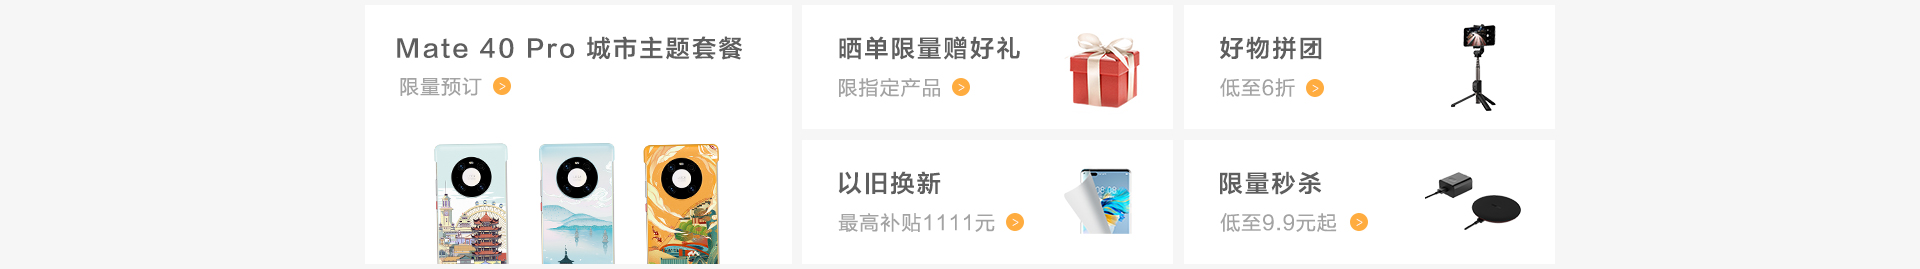 Mate 40 Pro 城市主题套餐
限量预订 >
晒单限量赠好礼
限指定产品 >
好物拼团
低至6折 >
以旧换新
最高补贴1111元 >
限量秒杀
低至9.9元起 >
08:08